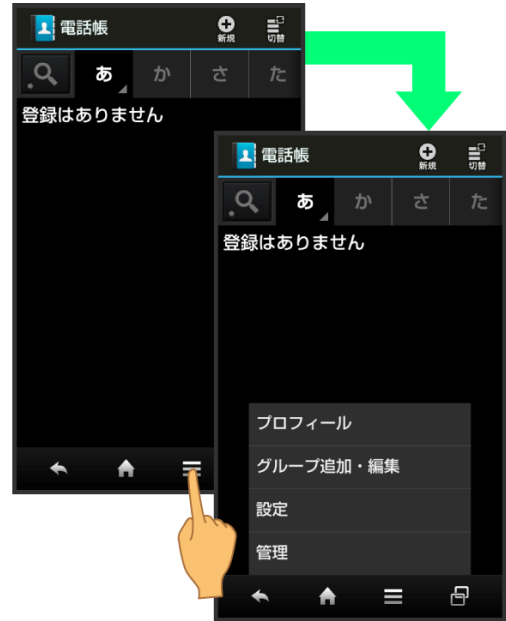 電話帳 新規 切替
あ か さ た
登録はありません
電話帳 新規 切替
あ か さ た
登録はありません
プロフィール
グループ追加・編集
設定
管理